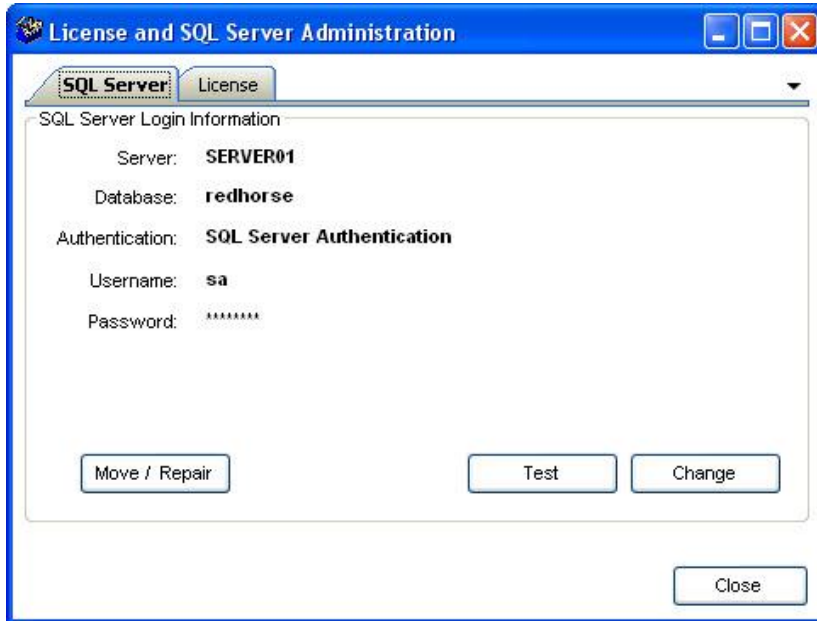 License and SQL Server Administration
SQL Server License
SQL Server Login Information
Server: SERVER01
Database: redhorse
Authentication: SQL Server Authentication
Username: sa
Password: ********
Move / Repair Test Change
Close